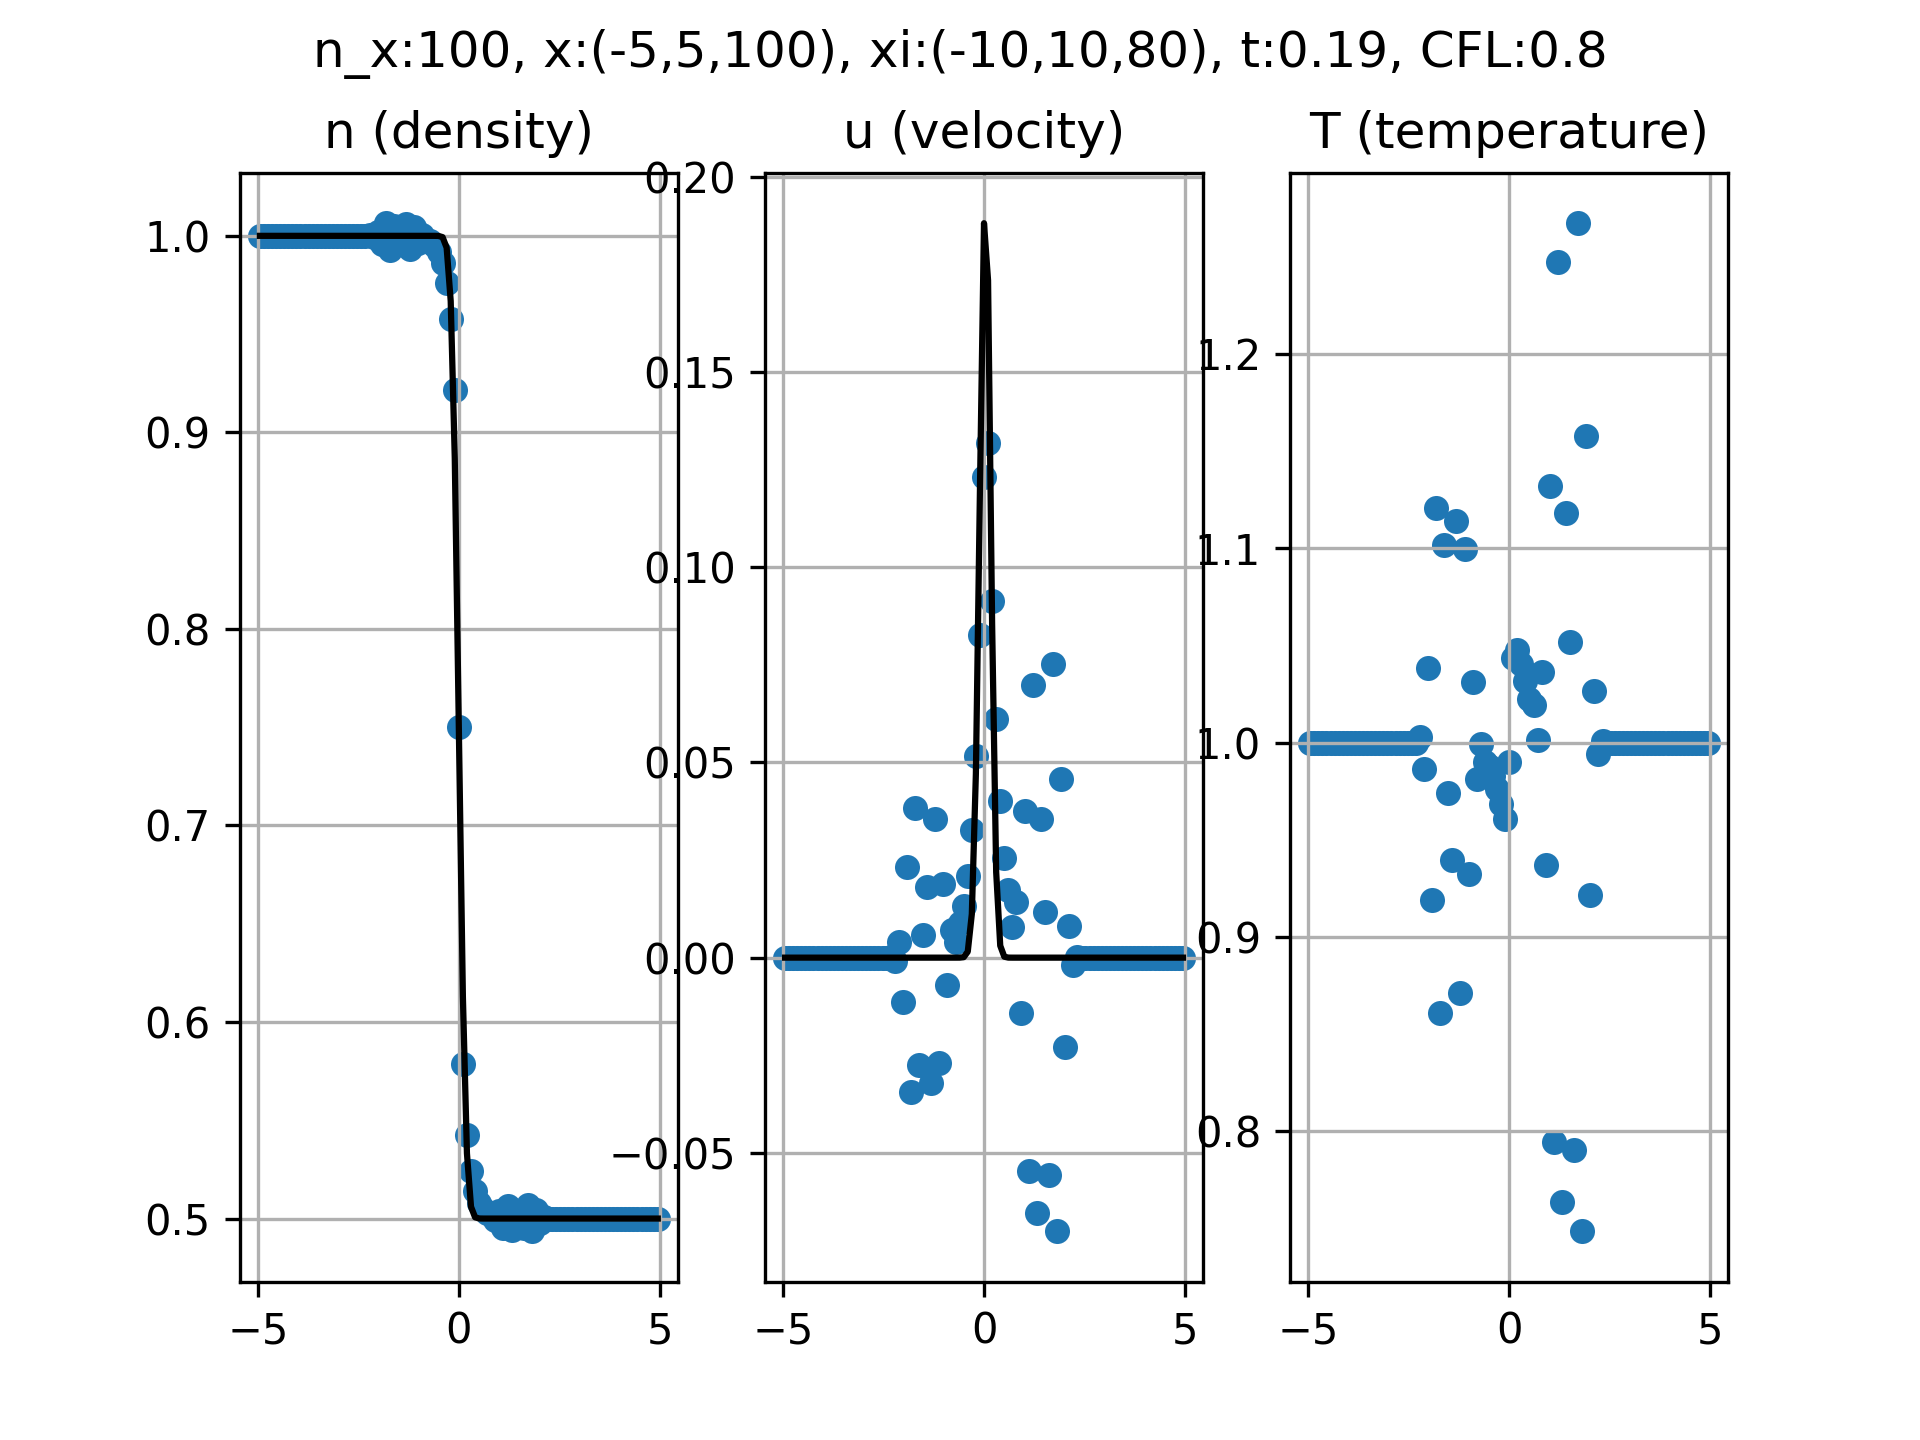 n_x:100, x:(-5,5,100), xi:(-10,10,80), t:0.19, CFL:0.8
n (density)
1.0
0.9
0.8
0.7
0.6
0.5
−5 0 5
u (velocity)
0.20
0.15
0.10
0.05
0.00
−0.05
−5 0 5
T (temperature)
1.2
1.1
1.0
0.9
0.8
−5 0 5